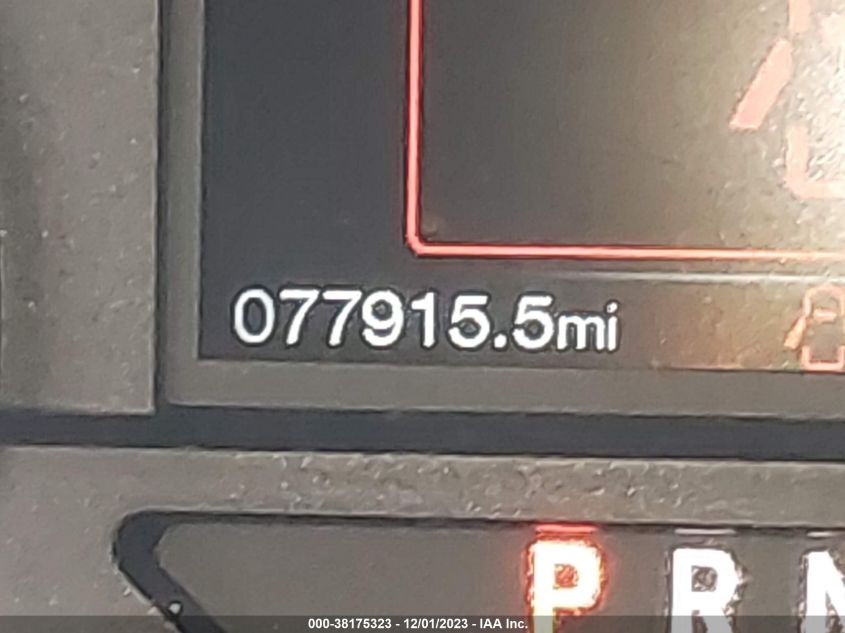 077915.5mi
P R N
000-38175323 - 12/01/2023 - IAA Inc.